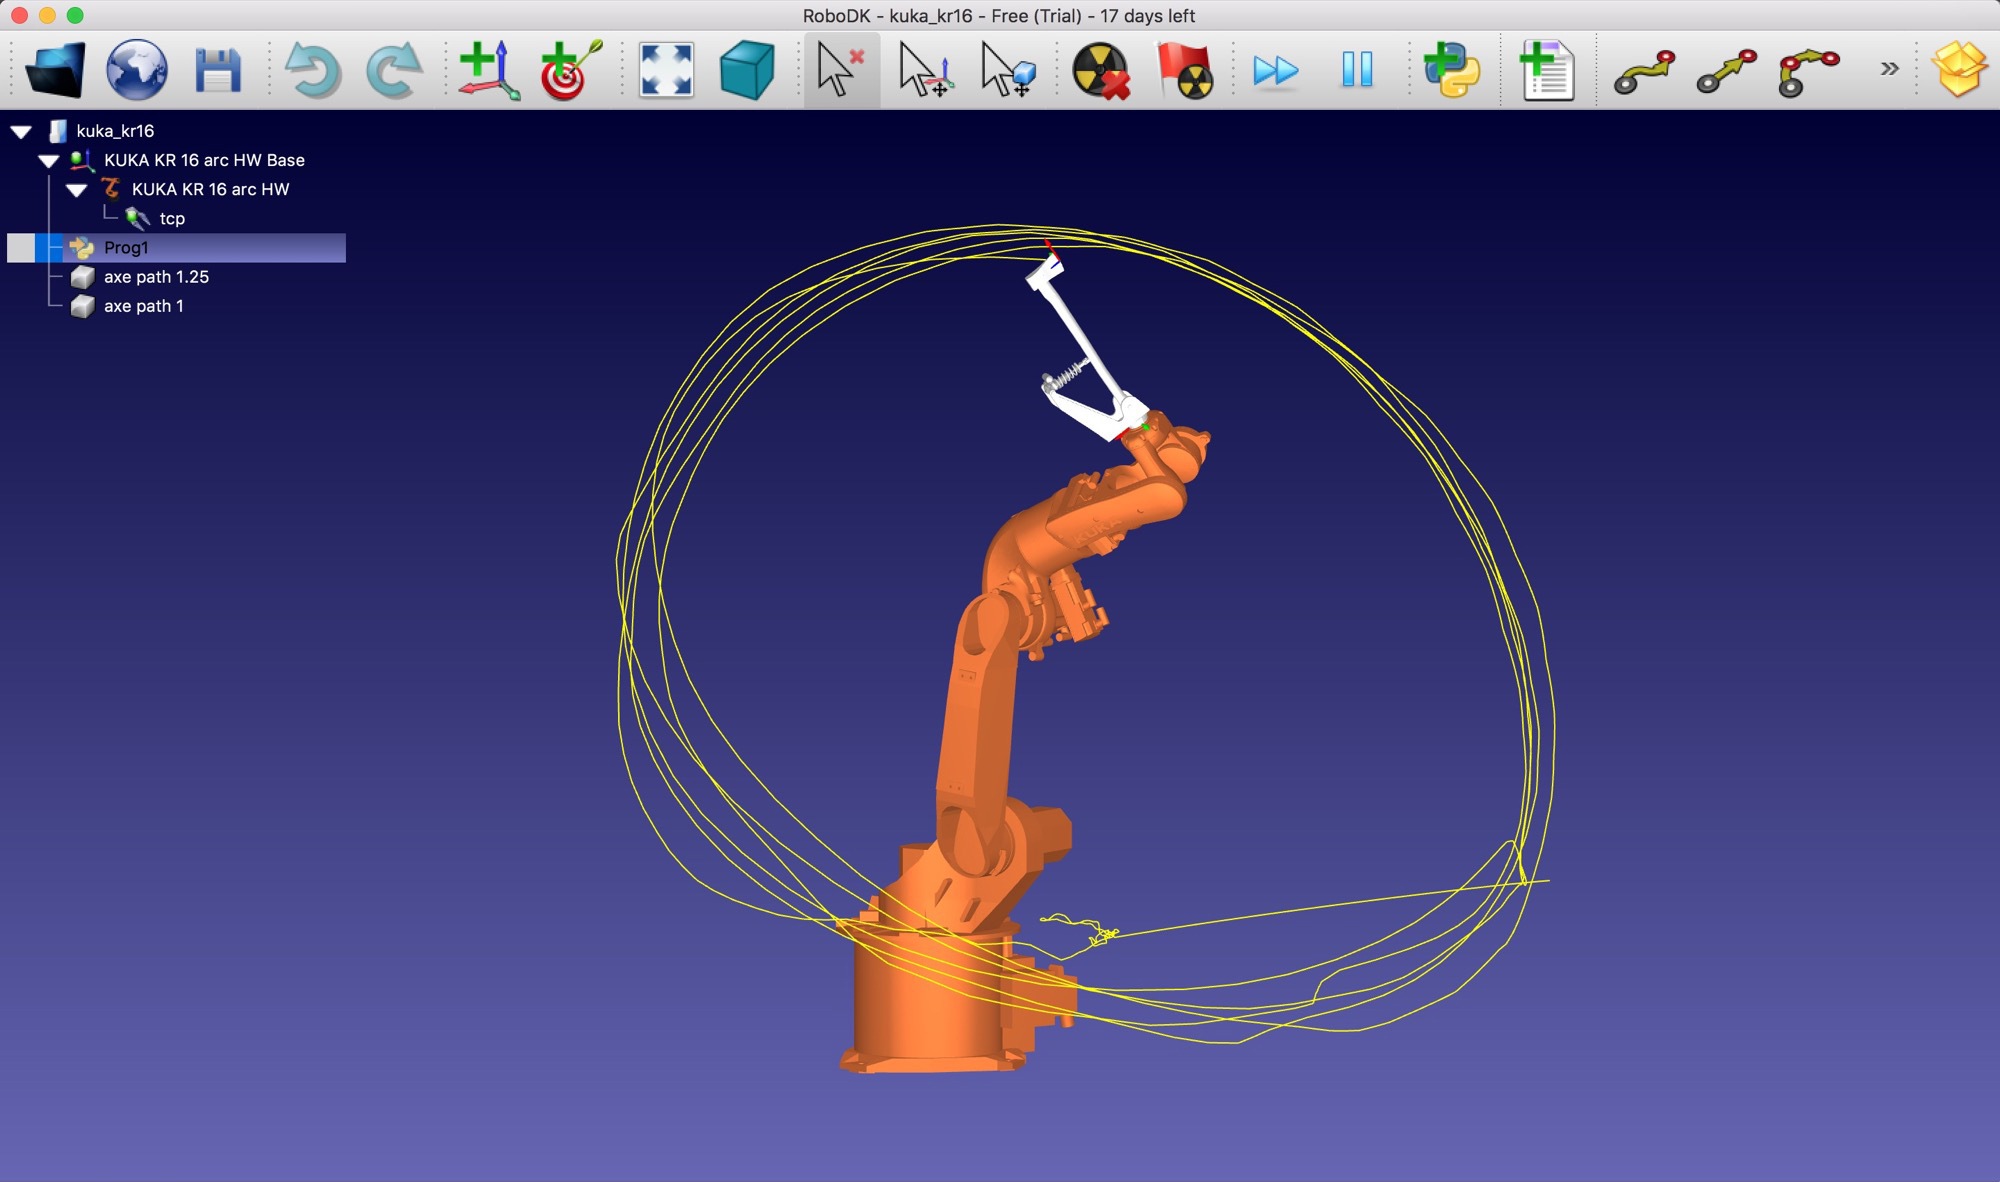 RoboDK - kuka_kr16 - Free (Trial) - 17 days left
kuka_kr16
KUKA KR 16 arc HW Base
KUKA KR 16 arc HW
tcp
Prog1
axe path 1.25
axe path 1
KUKA